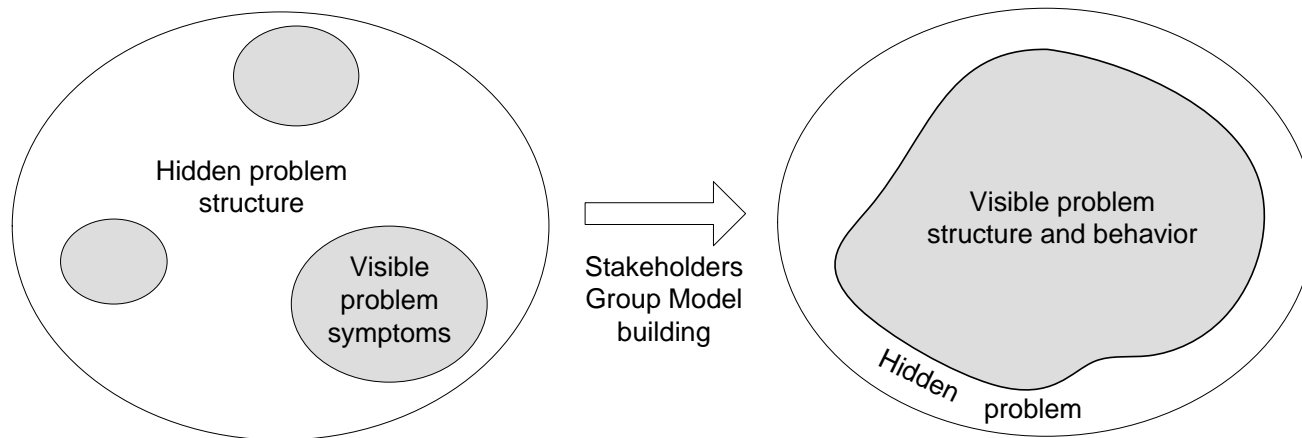 Hidden problem
structure
Visible
problem
symptoms
Stakeholders
Group Model
building
Visible problem
structure and behavior
Hidden
problem